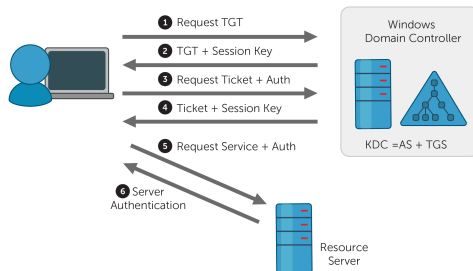 1 Request TGT
2 TGT + Session Key
3 Request Ticket + Auth
4 Ticket + Session Key
5 Request Service + Auth
6 Server
Authentication
Windows
Domain Controller
KDC =AS + TGS
Resource
Server